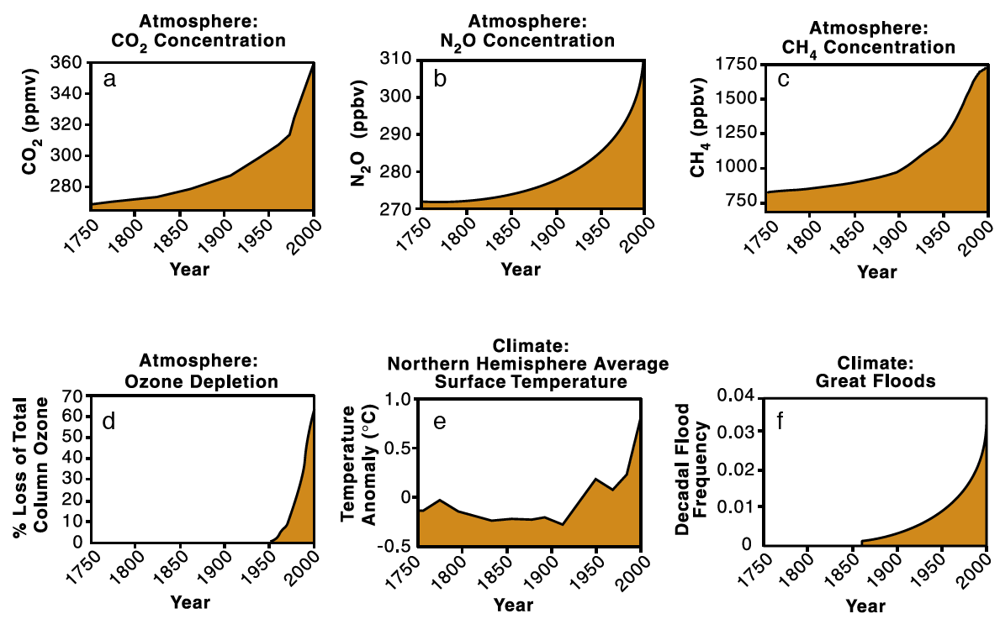 Atmosphere:
CO₂ Concentration
a
CO₂ (ppmv)
360
340
320
300
280
1750
1800
1850
1900
1950
2000
Year
Atmosphere:
N₂O Concentration
b
N₂O (ppbv)
310
300
290
280
270
1750
1800
1850
1900
1950
2000
Year
Atmosphere:
CH₄ Concentration
c
CH₄ (ppbv)
1750
1500
1250
1000
750
1750
1800
1850
1900
1950
2000
Year
Atmosphere:
Ozone Depletion
d
% Loss of Total
Column Ozone
70
60
50
40
30
20
10
0
1750
1800
1850
1900
1950
2000
Year
Climate:
Northern Hemisphere Average
Surface Temperature
e
Temperature
Anomaly (°C)
1.0
0.5
0
-0.5
1750
1800
1850
1900
1950
2000
Year
Climate:
Great Floods
f
Decadal Flood
Frequency
0.04
0.03
0.02
0.01
0
1750
1800
1850
1900
1950
2000
Year